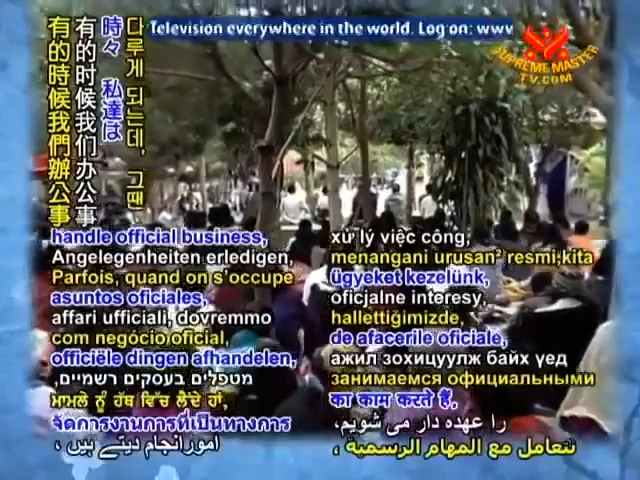 Television everywhere in the world. Log on: www
SUPREME MASTER
TV.COM
有的時候我們辦公事
有的时候我们办公事
時々 私達は
다루게 되는데, 그땐
handle official business,
Angelegenheiten erledigen,
Parfois, quand on s'occupe
asuntos oficiales,
affari ufficiali, dovremmo
com negócio oficial,
officiële dingen afhandelen,
מטפלים בעסקים רשמיים,
ਮਾਮਲੇ ਨੂੰ ਹੱਥ ਵਿੱਚ ਲੈਂਦੇ ਹਾਂ,
จัดการงานการที่เป็นทางการ
امور انجام دیتے ہیں ،
xử lý việc công,
menangani urusan² resmi, kita
ügyeket kezelünk,
oficjalne interesy,
hallettiğimizde,
de afacerile oficiale,
ажил зохицуулж байх үед
занимаемся официальными
का काम करते हैं,
را عهده دار می شویم,
نتعامل مع المهام الرسمية ،